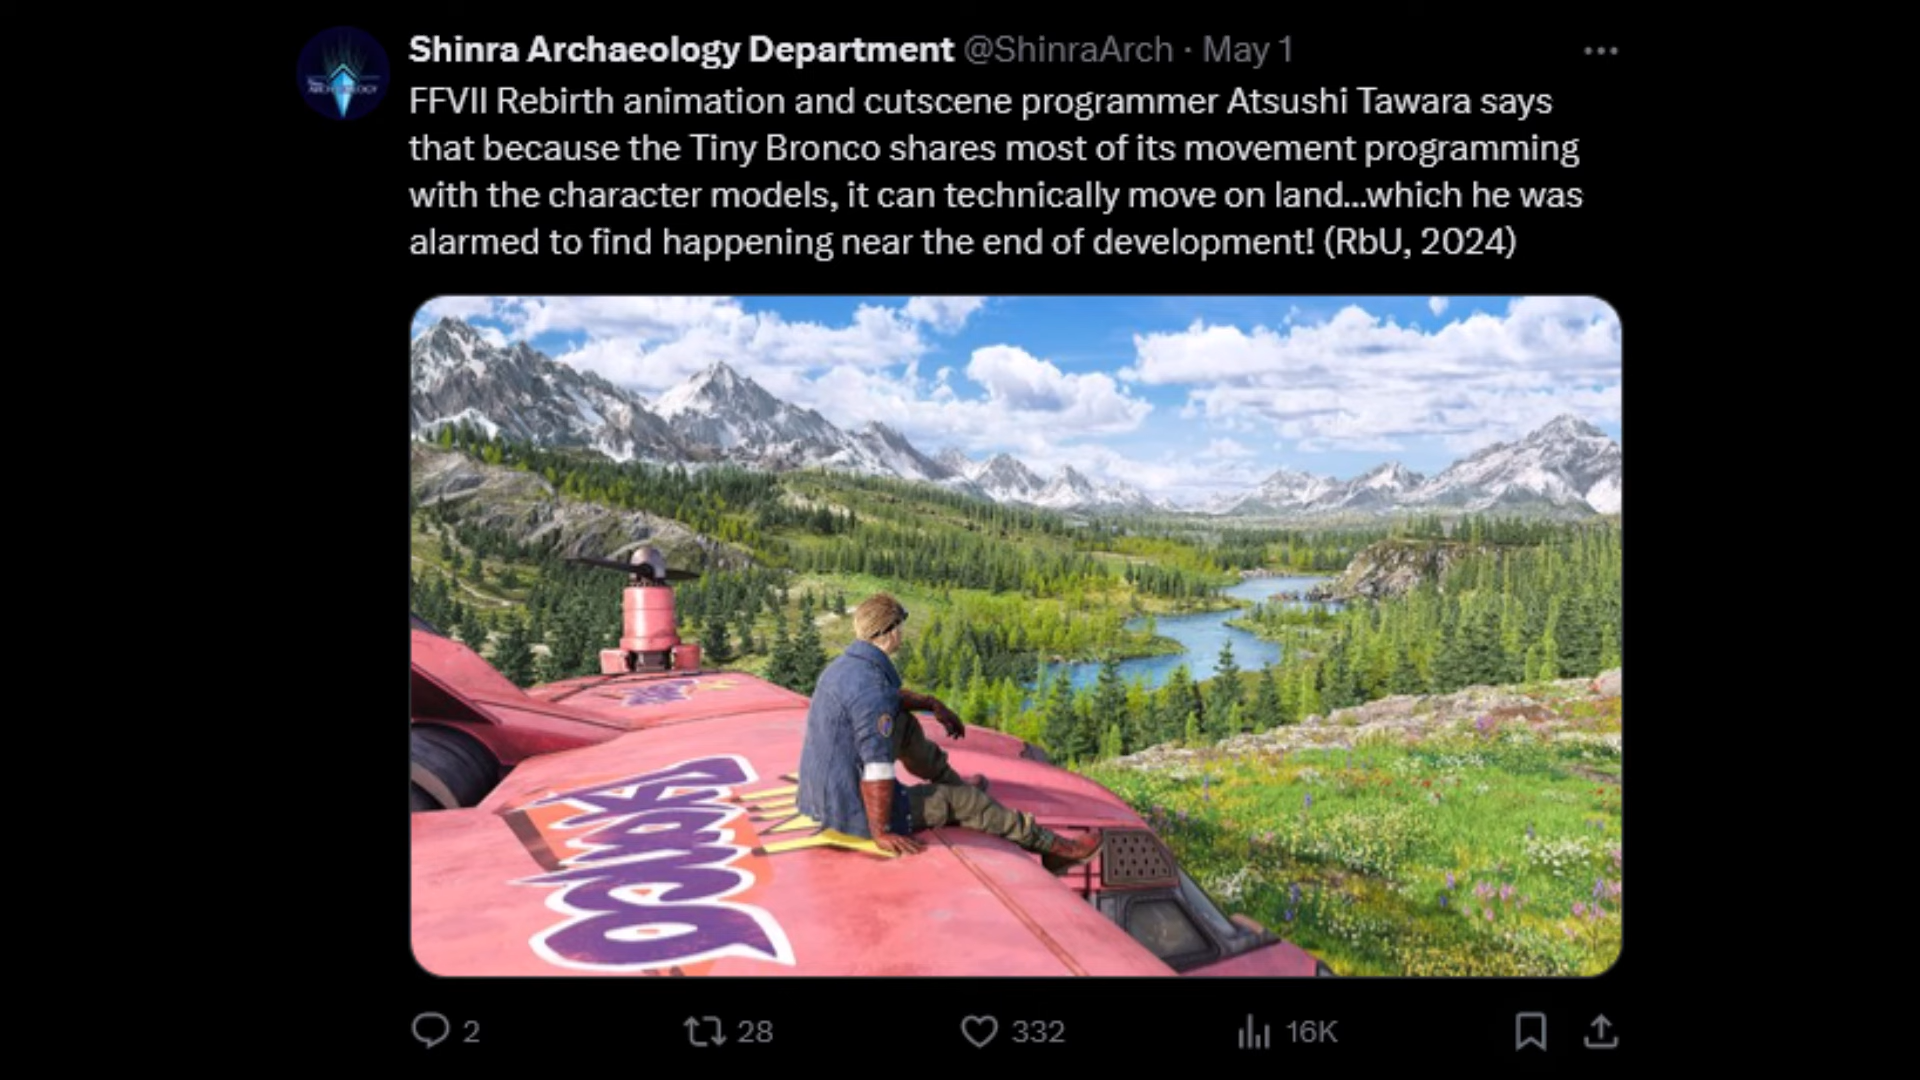 Shinra Archaeology Department @ShinraArch · May 1
FFVII Rebirth animation and cutscene programmer Atsushi Tawara says
that because the Tiny Bronco shares most of its movement programming
with the character models, it can technically move on land...which he was
alarmed to find happening near the end of development! (RbU, 2024)
2
28
332
16K